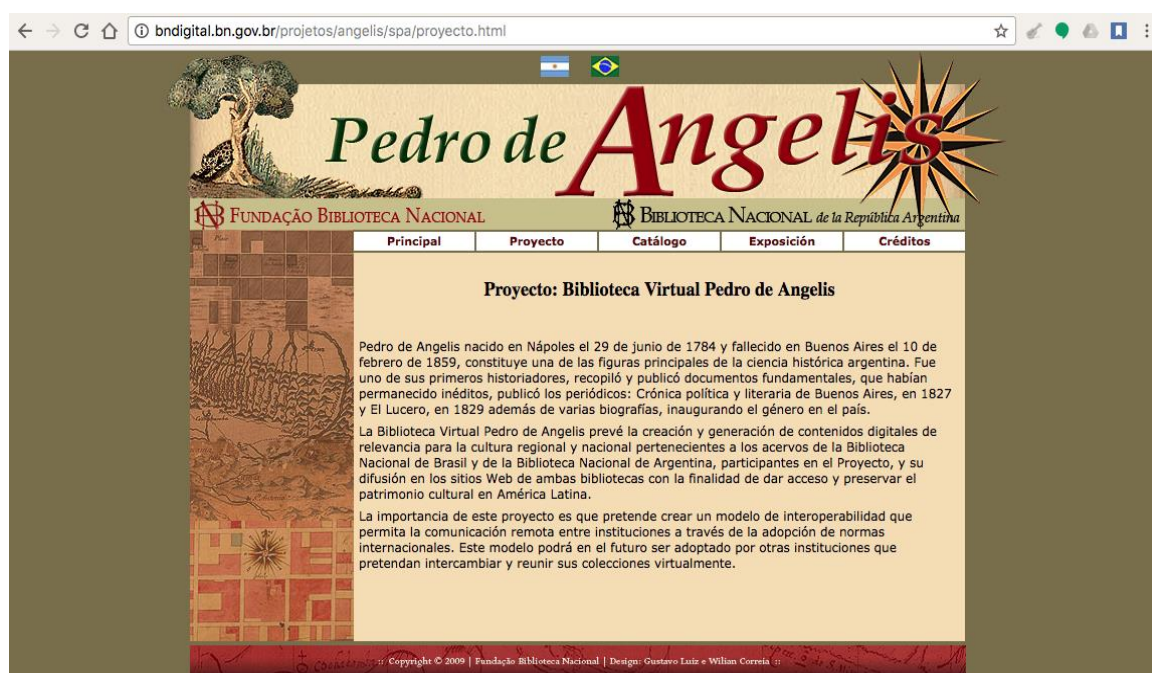 bndigital.bn.gov.br/projetos/angelis/spa/proyecto.html
Pedro de Angelis
FUNDAÇÃO BIBLIOTECA NACIONAL
BIBLIOTECA NACIONAL de la República Argentina
Principal Proyecto Catálogo Exposición Créditos
Proyecto: Biblioteca Virtual Pedro de Angelis
Pedro de Angelis nacido en Nápoles el 29 de junio de 1784 y fallecido en Buenos Aires el 10 de
febrero de 1859, constituye una de las figuras principales de la ciencia histórica argentina. Fue
uno de sus primeros historiadores, recopiló y publicó documentos fundamentales, que habían
permanecido inéditos, publicó los periódicos: Crónica política y literaria de Buenos Aires, en 1827
y El Lucero, en 1829 además de varias biografías, inaugurando el género en el país.
La Biblioteca Virtual Pedro de Angelis prevé la creación y generación de contenidos digitales de
relevancia para la cultura regional y nacional pertenecientes a los acervos de la Biblioteca
Nacional de Brasil y de la Biblioteca Nacional de Argentina, participantes en el Proyecto, y su
difusión en los sitios Web de ambas bibliotecas con la finalidad de dar acceso y preservar el
patrimonio cultural en América Latina.
La importancia de este proyecto es que pretende crear un modelo de interoperabilidad que
permita la comunicación remota entre instituciones a través de la adopción de normas
internacionales. Este modelo podrá en el futuro ser adoptado por otras instituciones que
pretendan intercambiar y reunir sus colecciones virtualmente.
:: Copyright © 2009 | Fundação Biblioteca Nacional | Design: Gustavo Luiz e Wilian Correia ::